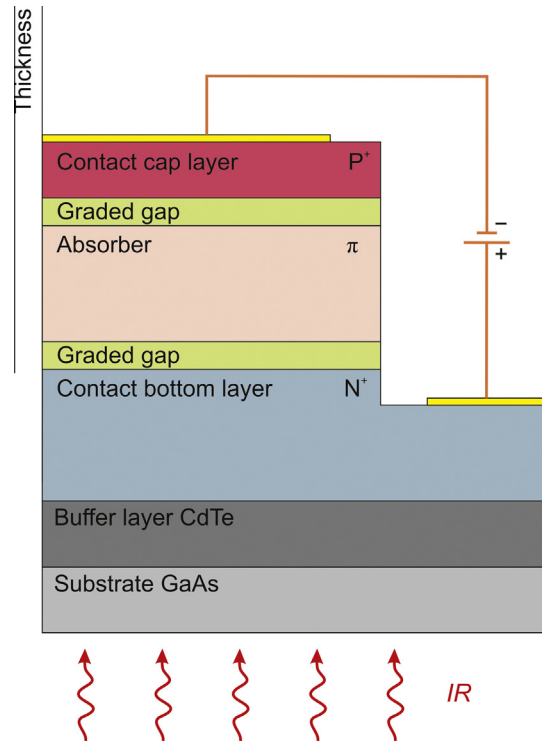 Thickness
Contact cap layer P⁺
Graded gap
−
Absorber π
+
Graded gap
Contact bottom layer N⁺
Buffer layer CdTe
Substrate GaAs
IR